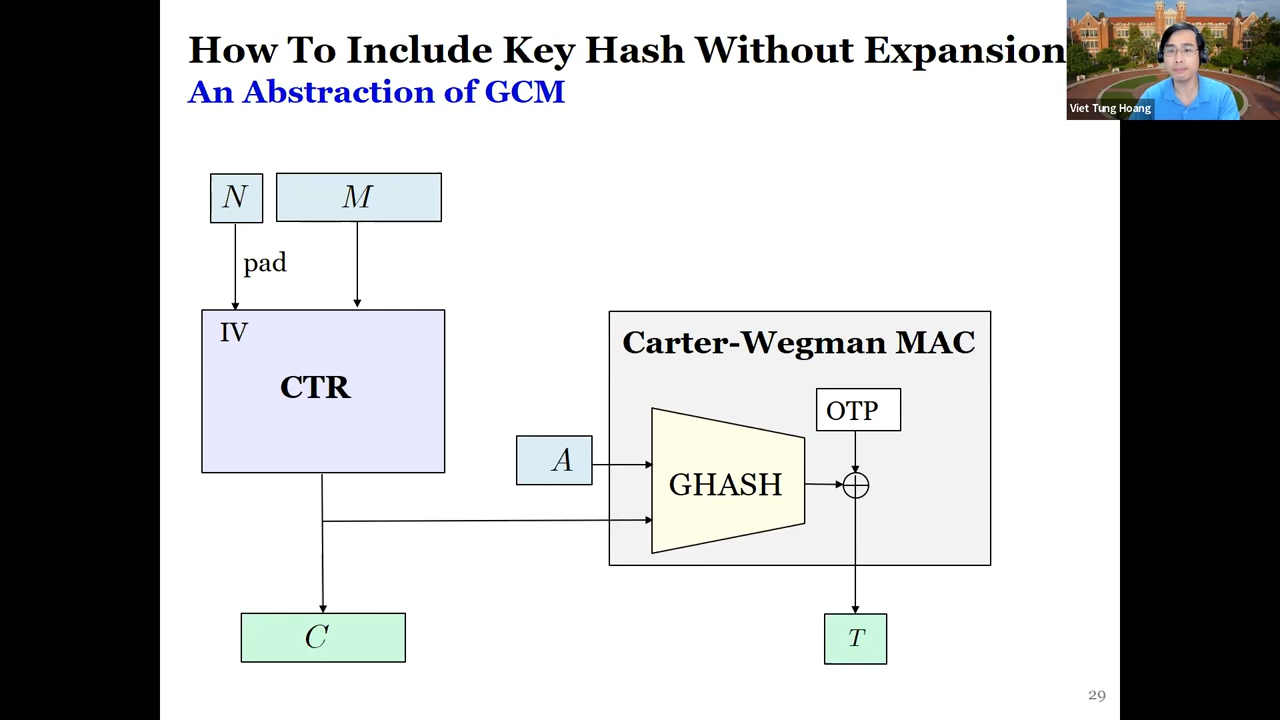 How To Include Key Hash Without Expansion
An Abstraction of GCM
Viet Tung Hoang
N
M
pad
IV
CTR
Carter-Wegman MAC
OTP
A
GHASH
C
T
29